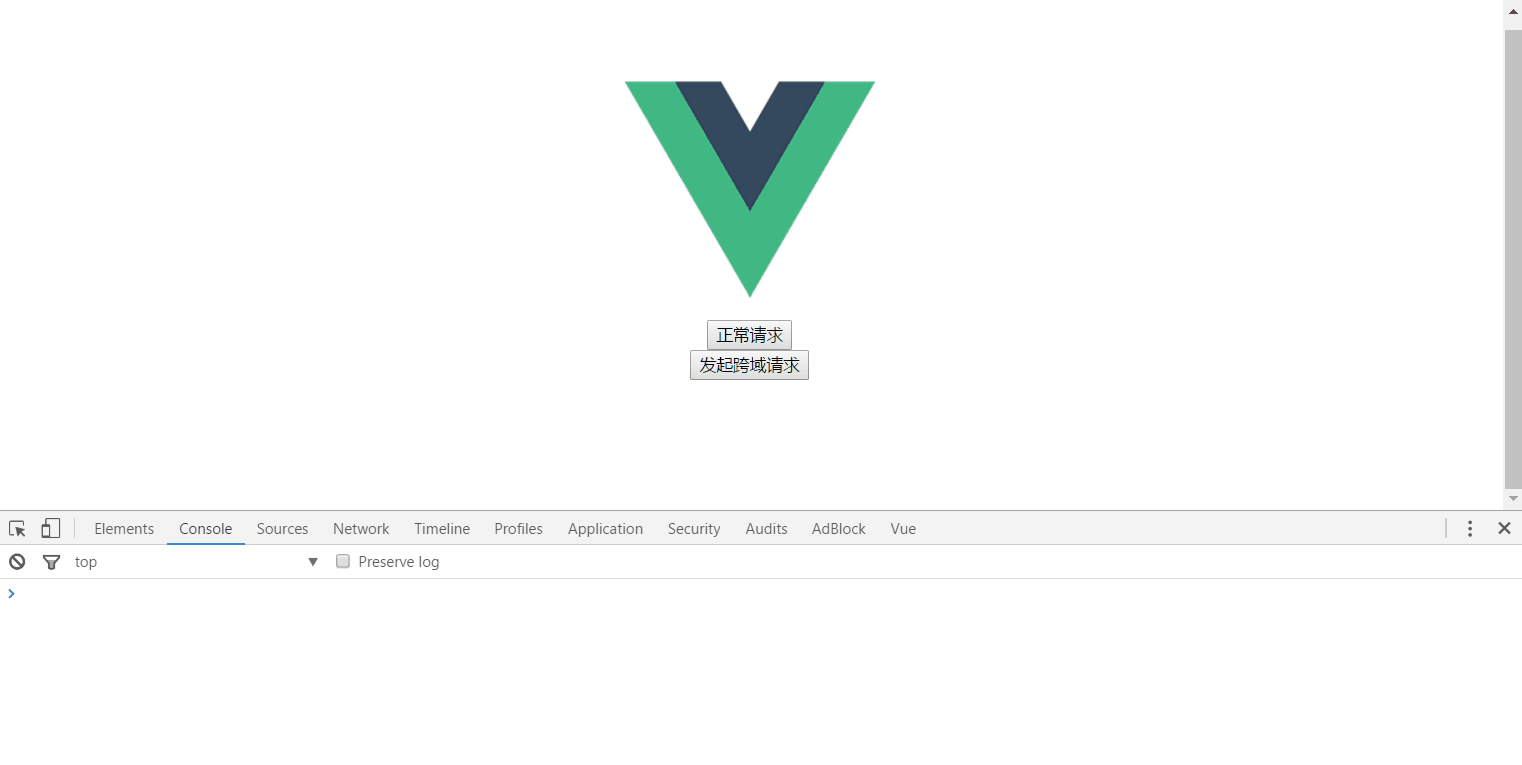 正常请求
发起跨域请求
Elements Console Sources Network Timeline Profiles Application Security Audits AdBlock Vue
top Preserve log